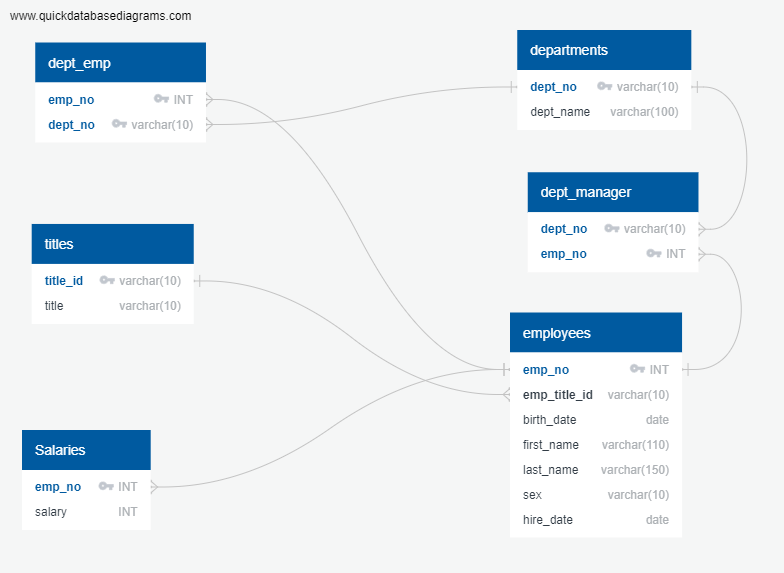 www.quickdatabasediagrams.com
dept_emp
emp_no INT
dept_no varchar(10)
departments
dept_no varchar(10)
dept_name varchar(100)
dept_manager
dept_no varchar(10)
emp_no INT
titles
title_id varchar(10)
title varchar(10)
employees
emp_no INT
emp_title_id varchar(10)
birth_date date
first_name varchar(110)
last_name varchar(150)
sex varchar(10)
hire_date date
Salaries
emp_no INT
salary INT